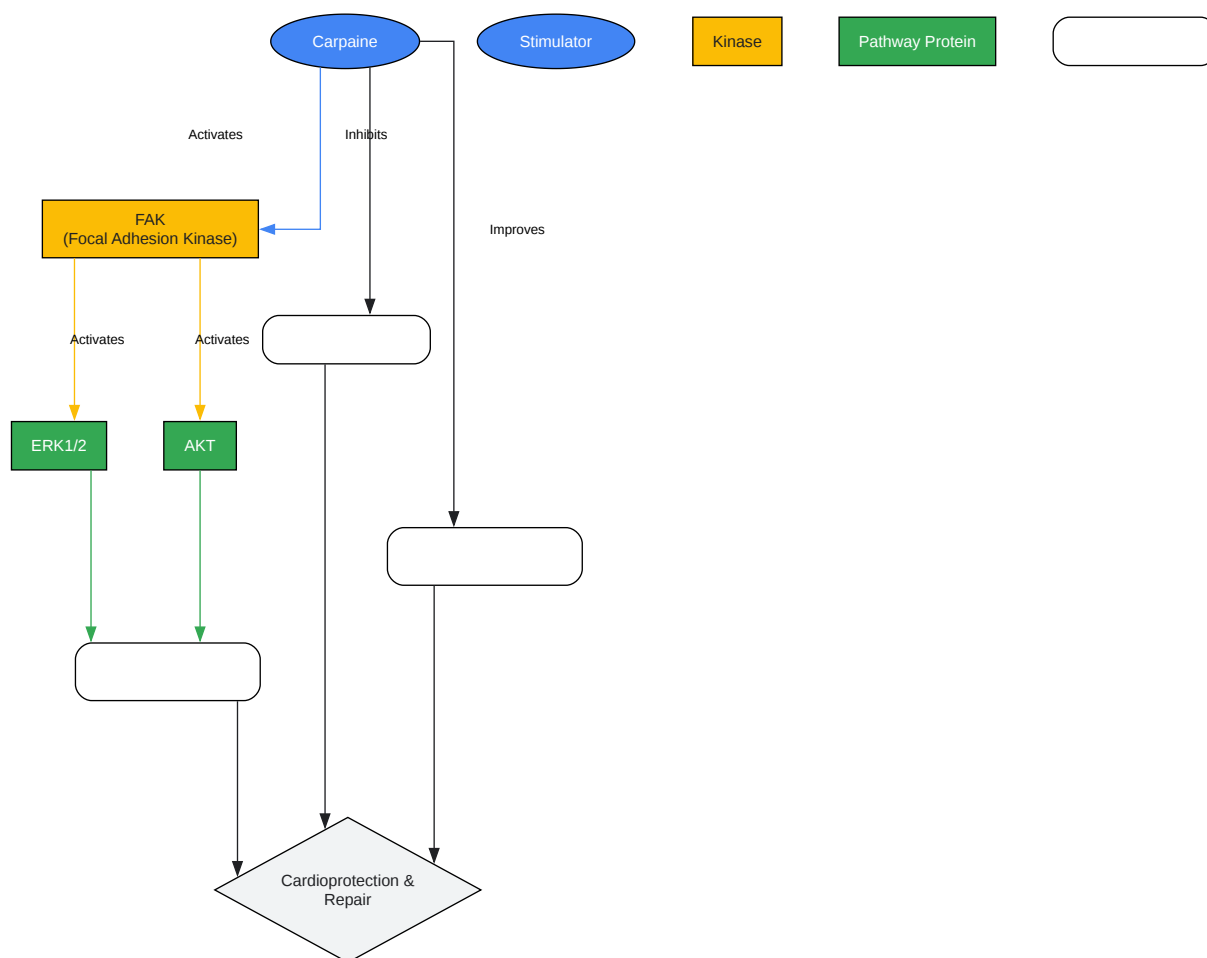 Carpaine
Stimulator
Kinase
Pathway Protein
Activates
Inhibits
FAK
(Focal Adhesion Kinase)
Improves
Activates
Activates
ERK1/2
AKT
Cardioprotection &
Repair